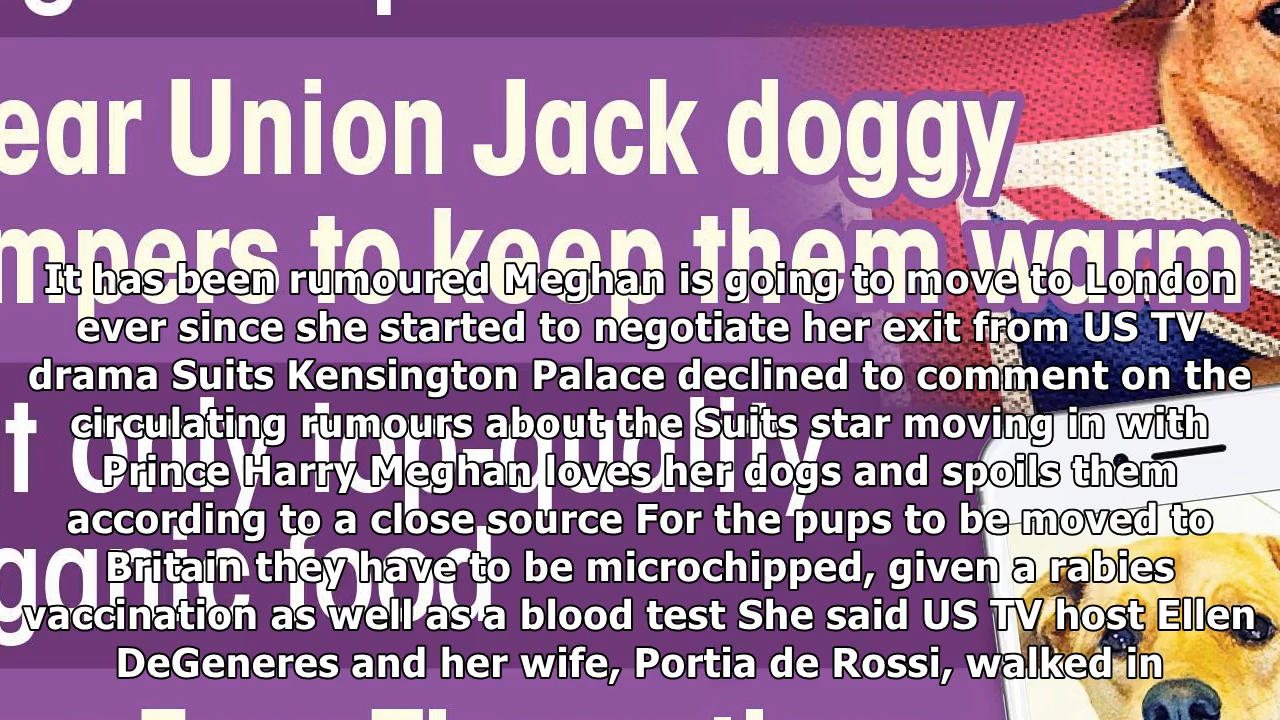 ear Union Jack doggy
mpers to keep them warm
It has been rumoured Meghan is going to move to London
ever since she started to negotiate her exit from US TV
drama Suits Kensington Palace declined to comment on the
circulating rumours about the Suits star moving in with
Prince Harry Meghan loves her dogs and spoils them
according to a close source For the pups to be moved to
Britain they have to be microchipped, given a rabies
vaccination as well as a blood test She said US TV host Ellen
DeGeneres and her wife, Portia de Rossi, walked in
t only top-quality
ganic food